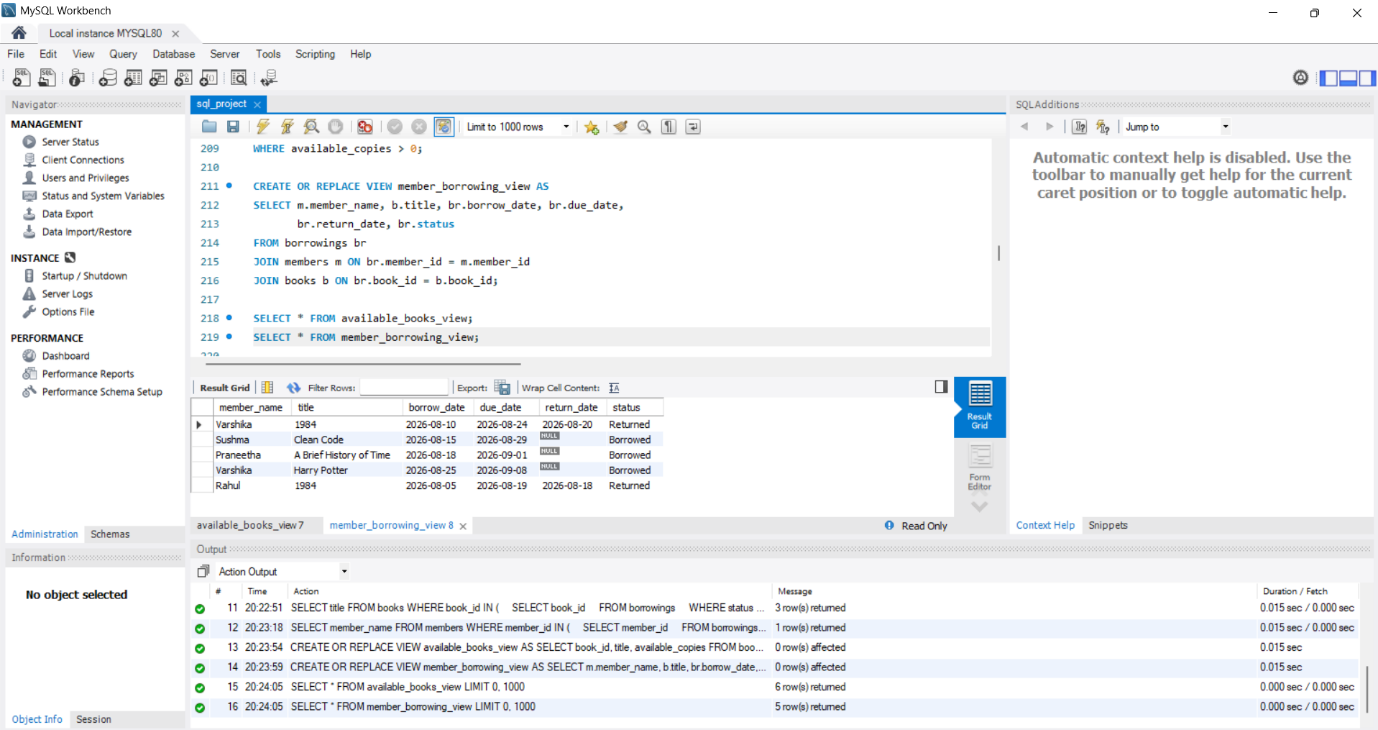 MySQL Workbench
Local instance MYSQL80
File Edit View Query Database Server Tools Scripting Help
Navigator
MANAGEMENT
Server Status
Client Connections
Users and Privileges
Status and System Variables
Data Export
Data Import/Restore
INSTANCE
Startup / Shutdown
Server Logs
Options File
PERFORMANCE
Dashboard
Performance Reports
Performance Schema Setup
Administration Schemas
Information
No object selected
Object Info Session
sql_project
Limit to 1000 rows
209 WHERE available_copies > 0;
210
211 CREATE OR REPLACE VIEW member_borrowing_view AS
212 SELECT m.member_name, b.title, br.borrow_date, br.due_date,
213 br.return_date, br.status
214 FROM borrowings br
215 JOIN members m ON br.member_id = m.member_id
216 JOIN books b ON br.book_id = b.book_id;
217
218 SELECT * FROM available_books_view;
219 SELECT * FROM member_borrowing_view;
220
Result Grid Filter Rows: Export: Wrap Cell Content:
member_name title borrow_date due_date return_date status
Varshika 1984 2026-08-10 2026-08-24 2026-08-20 Returned
Sushma Clean Code 2026-08-15 2026-08-29 NULL Borrowed
Praneetha A Brief History of Time 2026-08-18 2026-09-01 NULL Borrowed
Varshika Harry Potter 2026-08-25 2026-09-08 NULL Borrowed
Rahul 1984 2026-08-05 2026-08-19 2026-08-18 Returned
Result
Grid
Form
Editor
available_books_view 7 member_borrowing_view 8 Read Only
SQLAdditions
Jump to
Automatic context help is disabled. Use the
toolbar to manually get help for the current
caret position or to toggle automatic help.
Context Help Snippets
Output
Action Output
# Time Action Message Duration / Fetch
11 20:22:51 SELECT title FROM books WHERE book_id IN ( SELECT book_id FROM borrowings WHERE status ... 3 row(s) returned 0.015 sec / 0.000 sec
12 20:23:18 SELECT member_name FROM members WHERE member_id IN ( SELECT member_id FROM borrowings... 1 row(s) returned 0.000 sec / 0.000 sec
13 20:23:54 CREATE OR REPLACE VIEW available_books_view AS SELECT book_id, title, available_copies FROM boo... 0 row(s) affected 0.015 sec
14 20:23:59 CREATE OR REPLACE VIEW member_borrowing_view AS SELECT m.member_name, b.title, br.borrow_date,... 0 row(s) affected 0.015 sec
15 20:24:05 SELECT * FROM available_books_view LIMIT 0, 1000 6 row(s) returned 0.000 sec / 0.000 sec
16 20:24:05 SELECT * FROM member_borrowing_view LIMIT 0, 1000 5 row(s) returned 0.000 sec / 0.000 sec